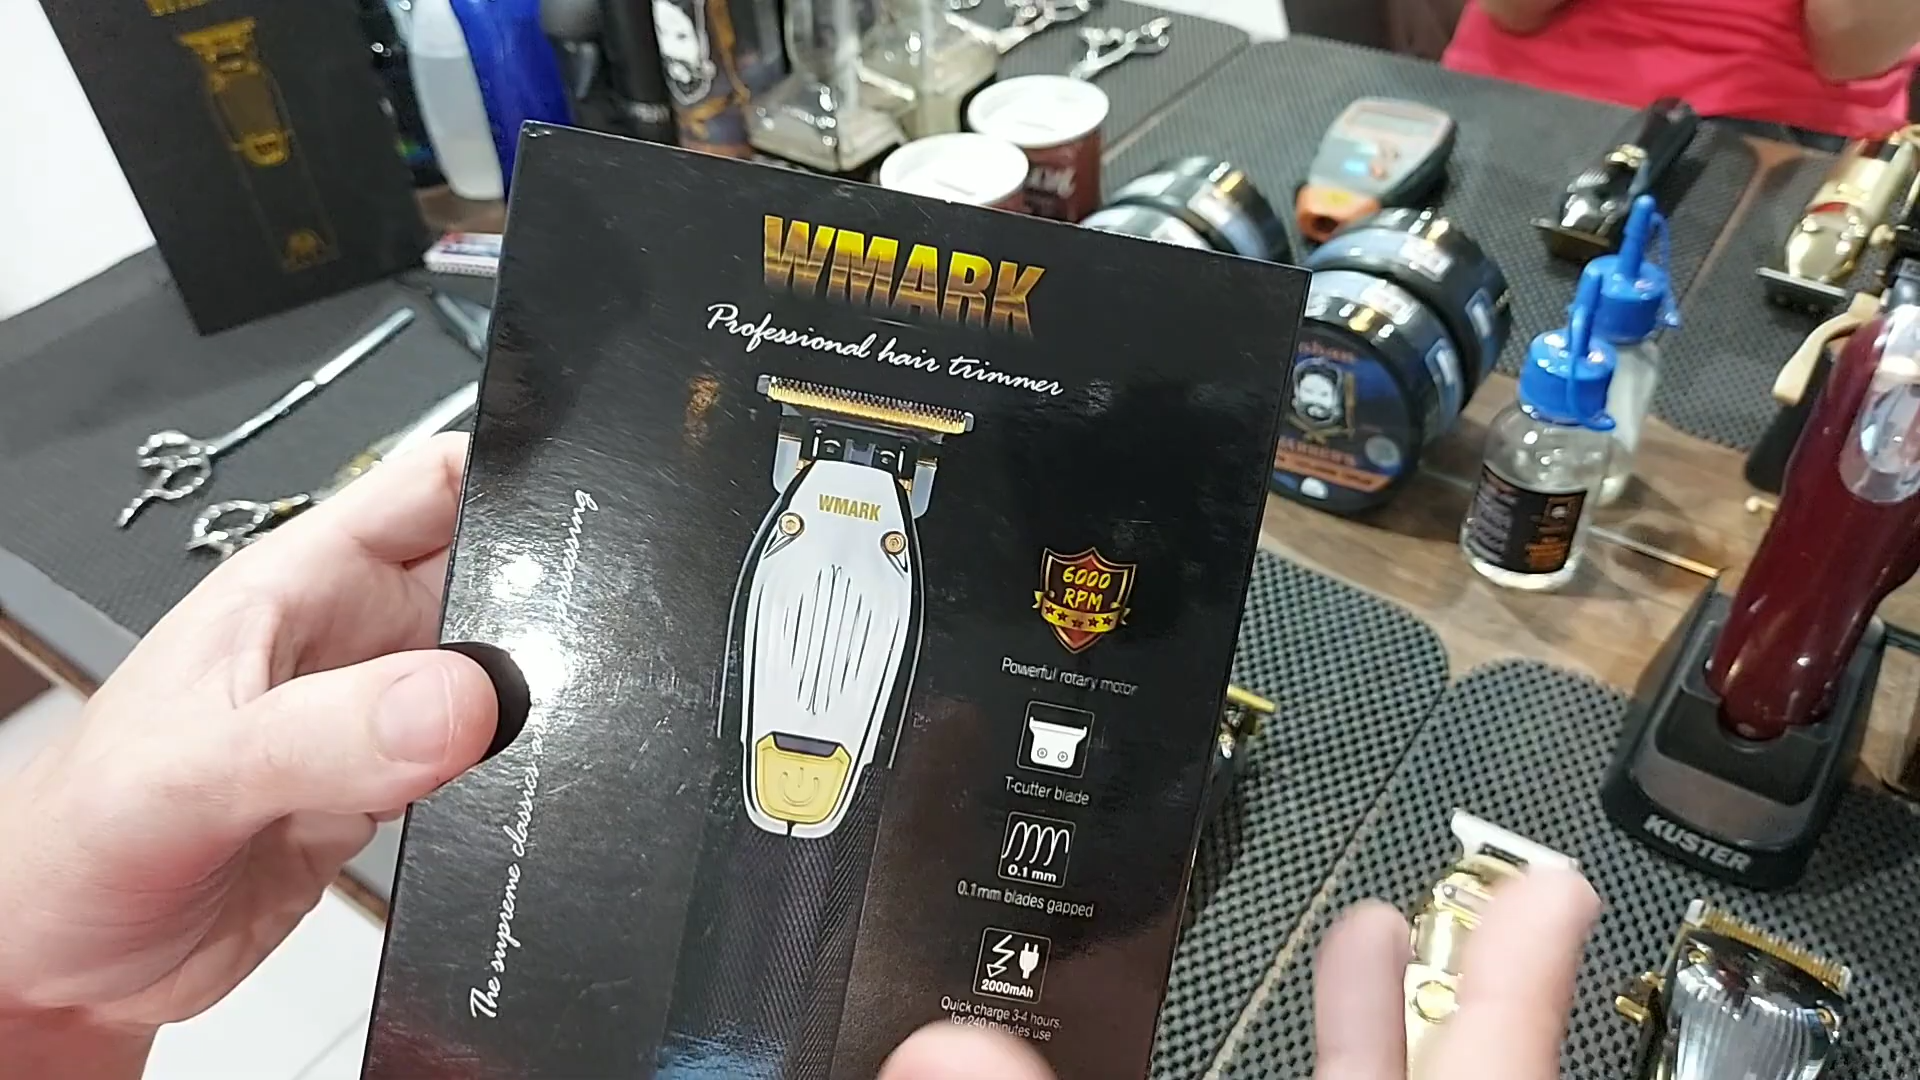 WMARK
Professional hair trimmer
WMARK
6000
RPM
Powerful rotary motor
T-cutter blade
0.1 mm
0.1mm blades gapped
2000mAh
Quick charge 3-4 hours.
for 240 minutes use
The supreme classics
KUSTER